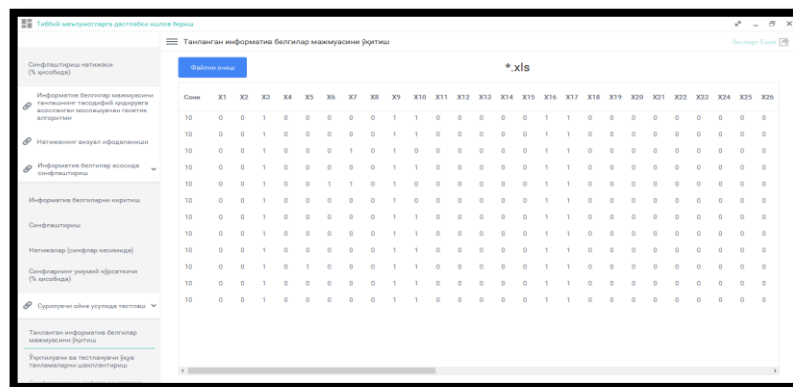 Тиббий маълумотларга дастлабки ишлов бериш
Танланган информатив белгилар мажмуасини ўқитиш
Экспорт Excel
Синфлаштириш натижаси
(% ҳисобида)
Информатив белгилар мажмуасини
танлашнинг тасодифий қидирувга
асосланган мослашувчан генетик
алгоритми
Натижанинг визуал ифодаланиши
Информатив белгилар асосида
синфлаштириш
Информатив белгиларни киритиш
Синфлаштириш
Натижалар (синфлар кесимида)
Синфларнинг умумий кўрсаткичи
(% ҳисобида)
Сурилувчи ойна усулида тестлаш
Танланган информатив белгилар
мажмуасини ўқитиш
Ўқитилувчи ва тестланувчи ўқув
танламаларни шакллантириш
Файлни очиш
*.xls
Сони X1 X2 X3 X4 X5 X6 X7 X8 X9 X10 X11 X12 X13 X14 X15 X16 X17 X18 X19 X20 X21 X22 X23 X24 X25 X26
10 0 0 1 0 0 0 0 0 1 1 0 0 0 0 0 1 1 0 0 0 0 0 0 0 0 0
10 0 0 1 0 0 0 0 0 1 1 0 0 0 0 0 1 1 0 0 0 0 0 0 0 0 0
10 0 0 1 0 0 0 1 0 1 0 0 0 0 0 0 1 1 0 0 0 0 0 0 0 0 0
10 0 0 1 0 0 0 0 0 1 1 0 0 0 0 0 1 1 0 0 0 0 0 0 0 0 0
10 0 0 1 0 0 1 1 0 1 0 0 0 0 0 0 1 1 0 0 0 0 0 0 0 0 0
10 0 0 1 0 0 0 0 0 1 0 0 0 0 0 0 1 1 0 0 0 0 0 0 0 0 0
10 0 0 1 0 0 0 0 0 1 1 0 0 0 0 0 1 1 0 0 0 0 0 0 0 0 0
10 0 0 1 0 0 0 0 0 1 1 0 0 0 0 0 1 1 0 0 0 0 0 0 0 0 0
10 0 0 1 0 0 0 0 0 1 1 0 0 0 0 0 1 1 0 0 0 0 0 0 0 0 0
10 0 0 1 0 0 0 0 0 1 1 0 0 0 0 0 1 1 0 0 0 0 0 0 0 0 0
10 0 0 1 0 0 0 0 0 1 1 0 0 0 0 0 1 1 0 0 0 0 0 0 0 0 0
10 0 0 1 0 0 0 0 0 1 1 0 0 0 0 0 1 1 0 0 0 0 0 0 0 0 0